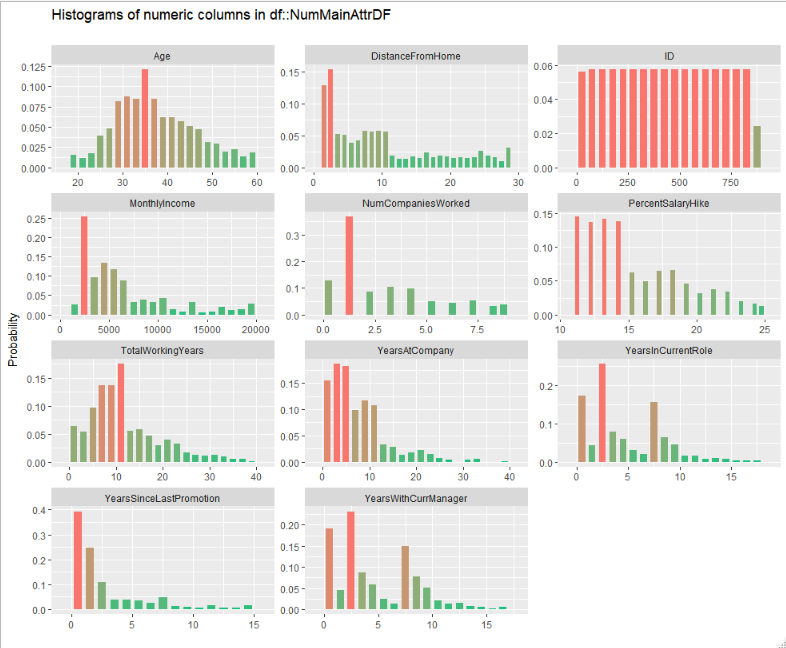 Histograms of numeric columns in df::NumMainAttrDF
Age DistanceFromHome ID
0.125
0.100
0.075
0.050
0.025
0.000
20 30 40 50 60
0.15
0.10
0.05
0.00
0 10 20 30
0.06
0.04
0.02
0.00
0 250 500 750
MonthlyIncome NumCompaniesWorked PercentSalaryHike
0.25
0.20
0.15
0.10
0.05
0.00
0 5000 10000 15000 20000
0.3
0.2
0.1
0.0
0.0 2.5 5.0 7.5
0.15
0.10
0.05
0.00
10 15 20 25
Probability
TotalWorkingYears YearsAtCompany YearsInCurrentRole
0.15
0.10
0.05
0.00
0 10 20 30 40
0.15
0.10
0.05
0.00
0 10 20 30 40
0.2
0.1
0.0
0 5 10 15
YearsSinceLastPromotion YearsWithCurrManager
0.4
0.3
0.2
0.1
0.0
0 5 10 15
0.20
0.15
0.10
0.05
0.00
0 5 10 15